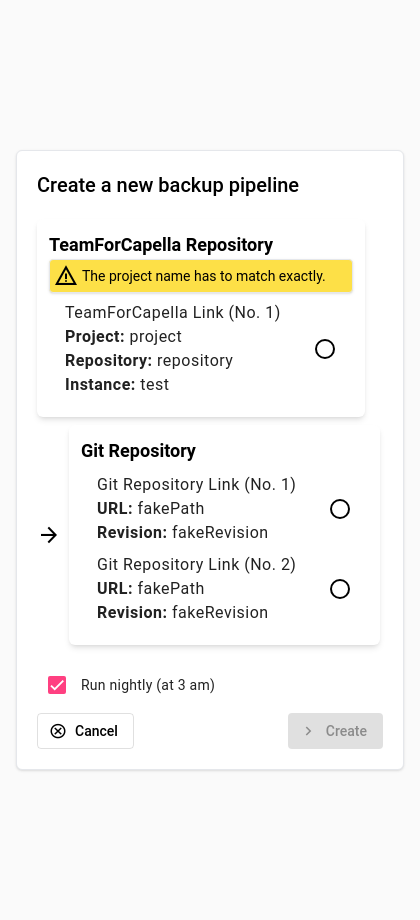 Create a new backup pipeline
TeamForCapella Repository
The project name has to match exactly.
TeamForCapella Link (No. 1)
Project: project
Repository: repository
Instance: test
Git Repository
Git Repository Link (No. 1)
URL: fakePath
Revision: fakeRevision
Git Repository Link (No. 2)
URL: fakePath
Revision: fakeRevision
Run nightly (at 3 am)
Cancel
Create